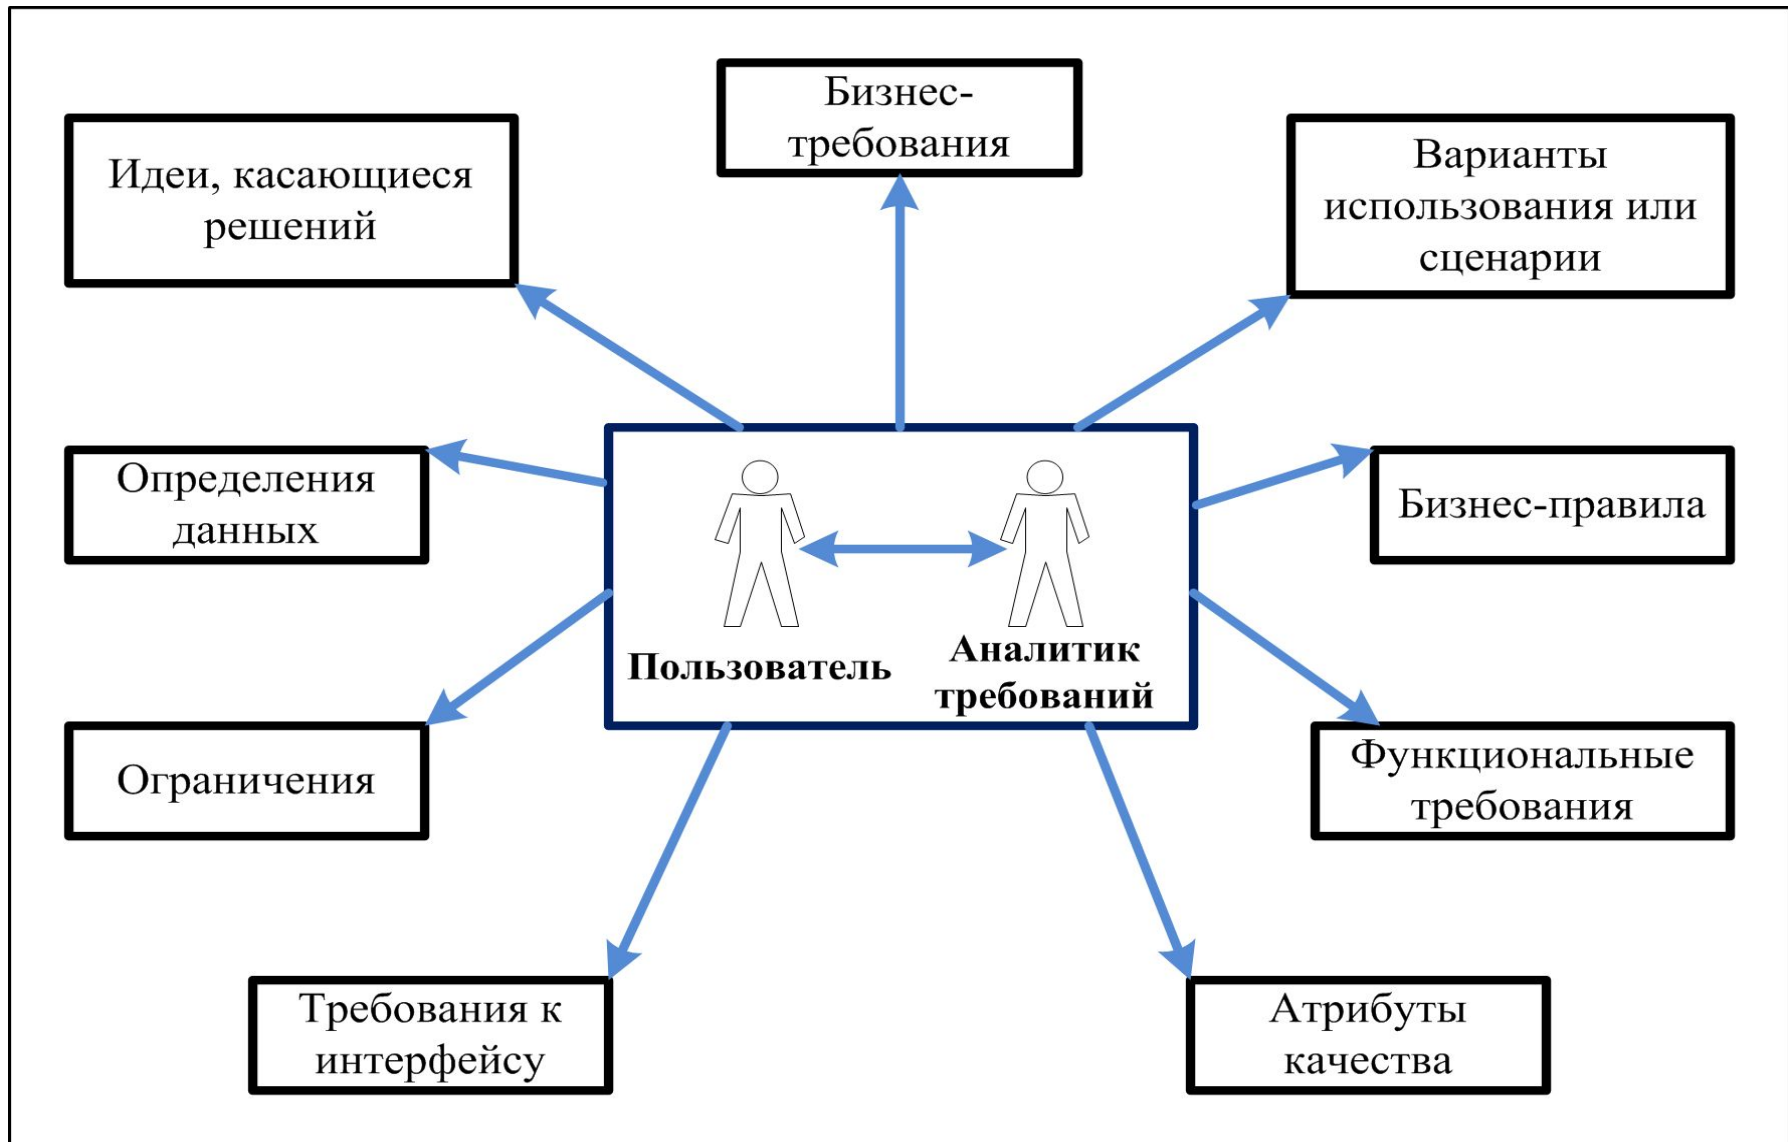 Бизнес-
требования
Идеи, касающиеся
решений
Варианты
использования или
сценарии
Определения
данных
Бизнес-правила
Пользователь
Аналитик
требований
Ограничения
Функциональные
требования
Требования к
интерфейсу
Атрибуты
качества